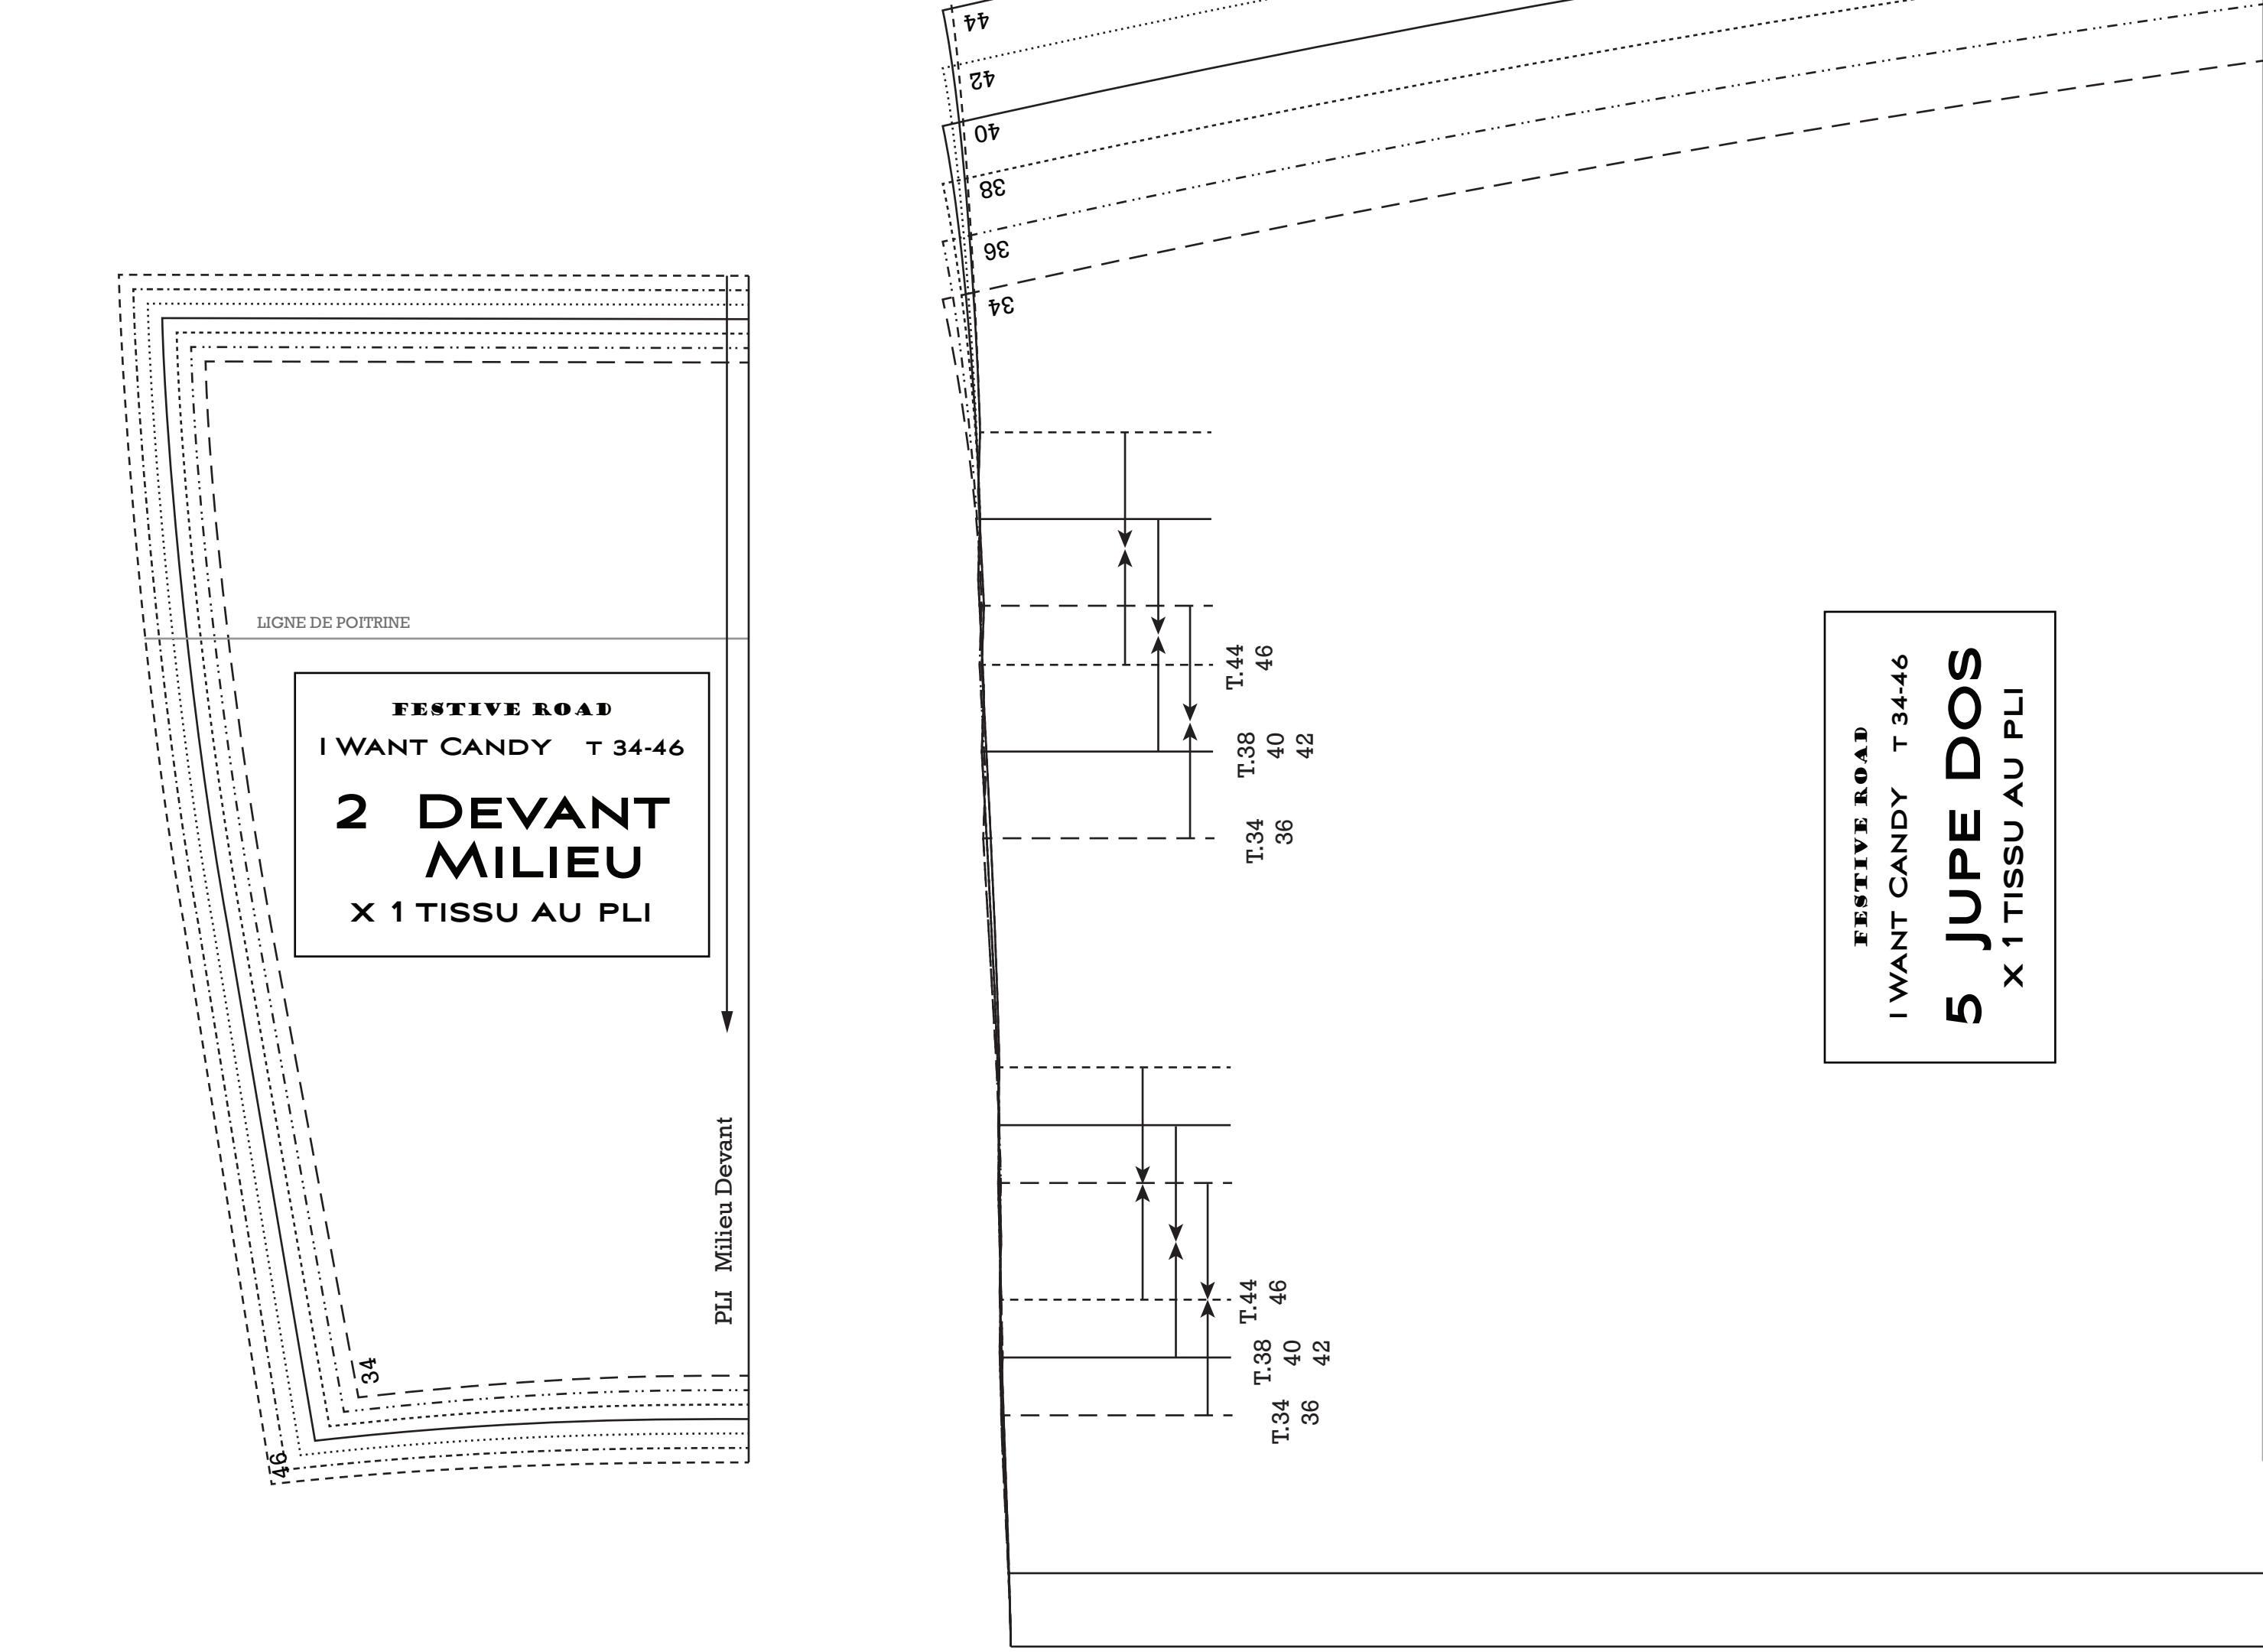 LIGNE DE POITRINE
FESTIVE ROAD
I WANT CANDY T 34-46
2 DEVANT
MILIEU
X 1 TISSU AU PLI
PLI Milieu Devant
34
46
44
42
40
38
36
34
T.44
46
T.38
40
42
T.34
36
T.44
46
T.38
40
42
T.34
36
FESTIVE ROAD
I WANT CANDY T 34-46
5 JUPE DOS
X 1 TISSU AU PLI